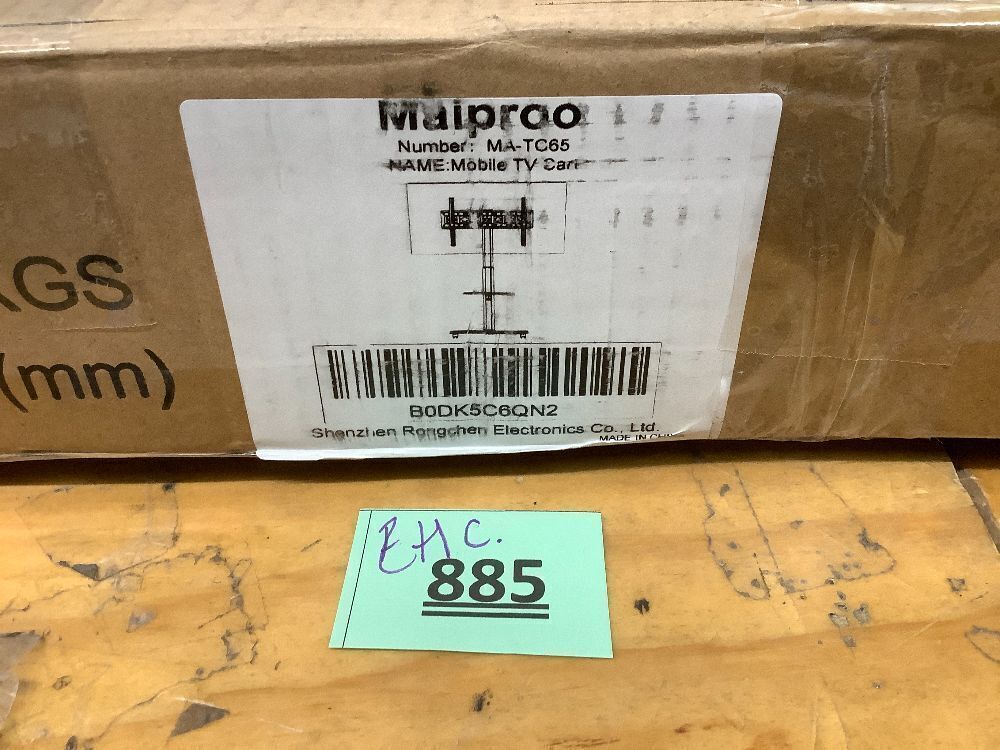 Maiproo
Number: MA-TC65
NAME:Mobile TV Cart
AGS
(mm)
B0DK5C6QN2
Shenzhen Rongchen Electronics Co., Ltd.
MADE IN CHI
EHC.
885